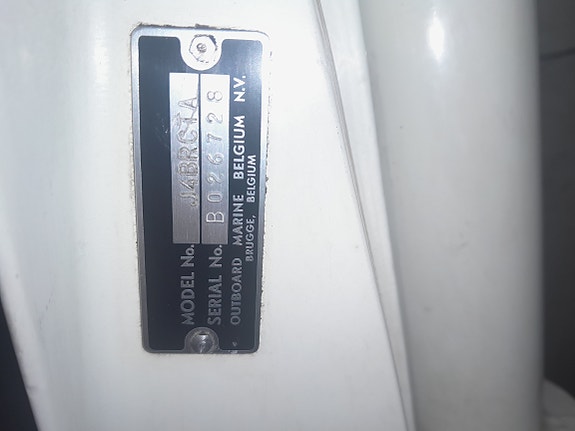 MODEL No. J4BRCTA
SERIAL No. B026728
OUTBOARD MARINE BELGIUM N.V.
BRUGGE, BELGIUM